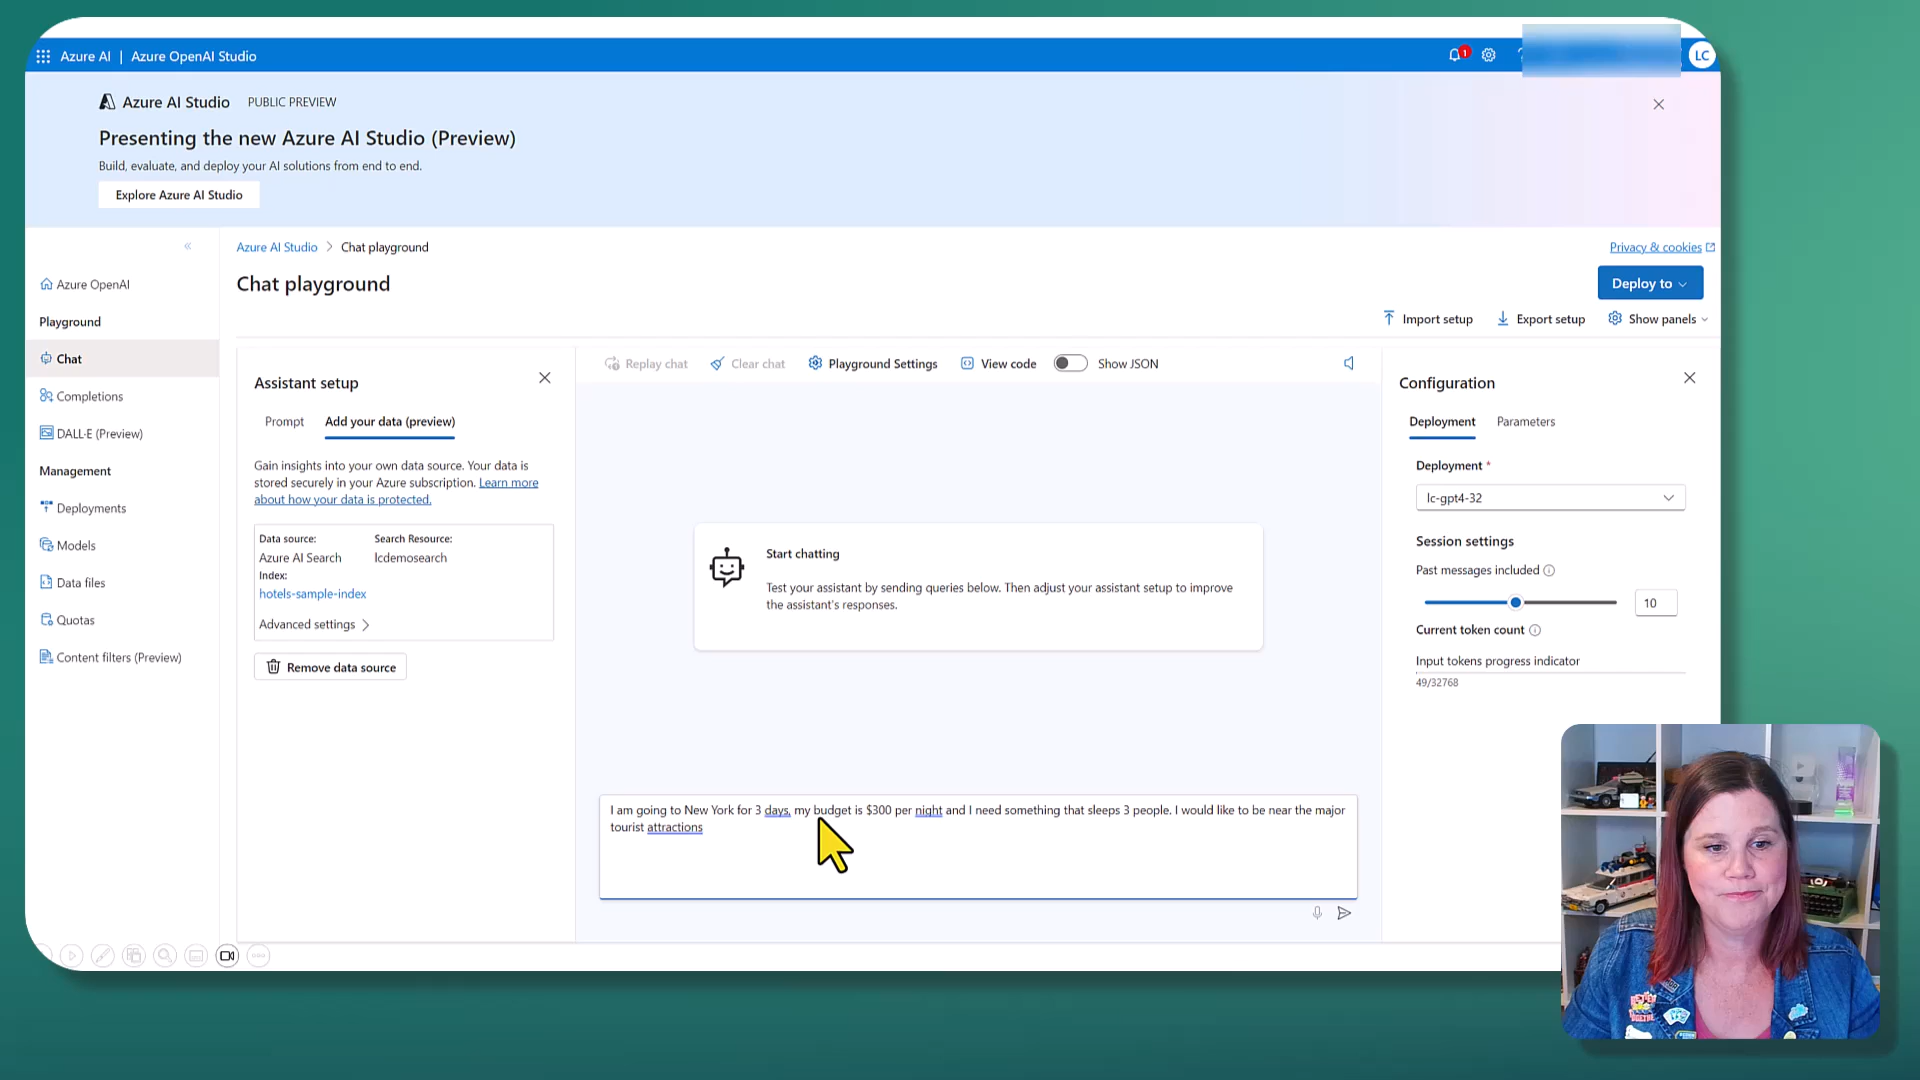 Azure AI | Azure OpenAI Studio
1
LC
Azure AI Studio PUBLIC PREVIEW
Presenting the new Azure AI Studio (Preview)
Build, evaluate, and deploy your AI solutions from end to end.
Explore Azure AI Studio
Azure AI Studio > Chat playground
Privacy & cookies
Chat playground
Deploy to
Import setup
Export setup
Show panels
Azure OpenAI
Playground
Chat
Completions
DALL·E (Preview)
Management
Deployments
Models
Data files
Quotas
Content filters (Preview)
Assistant setup
Prompt
Add your data (preview)
Gain insights into your own data source. Your data is
stored securely in your Azure subscription. Learn more
about how your data is protected.
Data source:
Azure AI Search
Search Resource:
lcdemosearch
Index:
hotels-sample-index
Advanced settings
Remove data source
Replay chat
Clear chat
Playground Settings
View code
Show JSON
Start chatting
Test your assistant by sending queries below. Then adjust your assistant setup to improve
the assistant's responses.
I am going to New York for 3 days, my budget is $300 per night and I need something that sleeps 3 people. I would like to be near the major
tourist attractions
Configuration
Deployment
Parameters
Deployment *
lc-gpt4-32
Session settings
Past messages included
10
Current token count
Input tokens progress indicator
49/32768